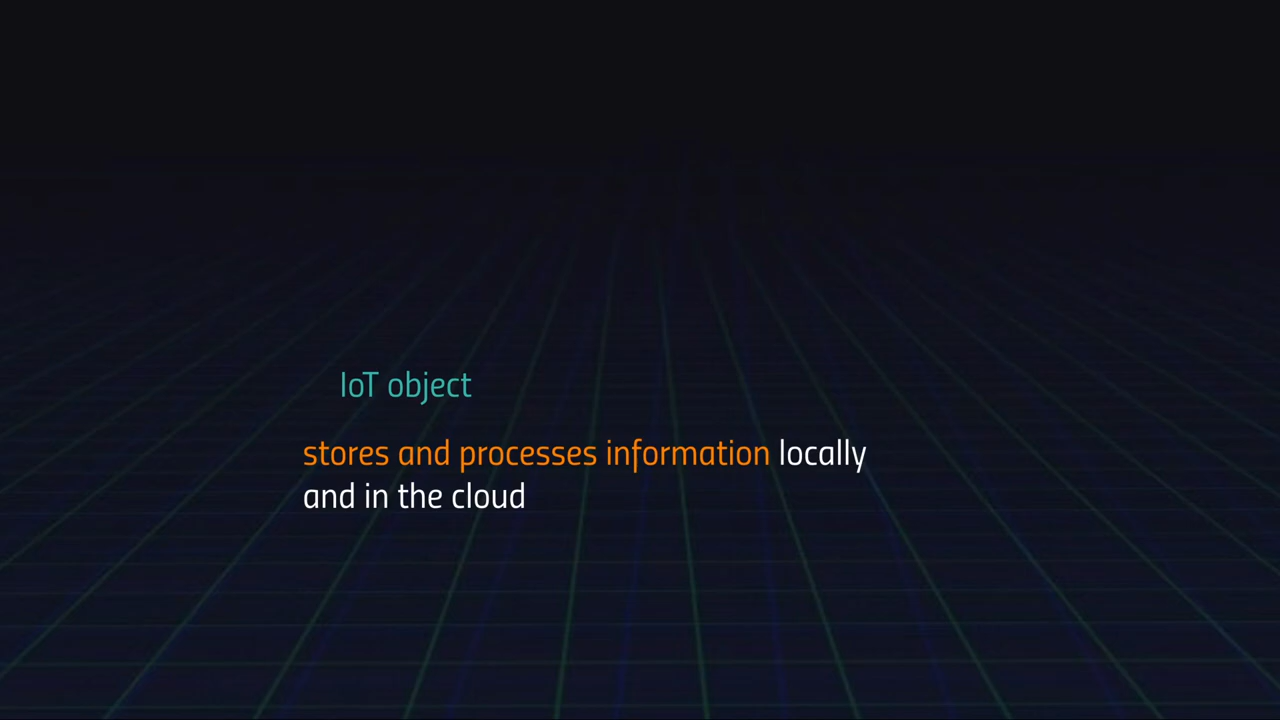 IoT object
stores and processes information locally
and in the cloud